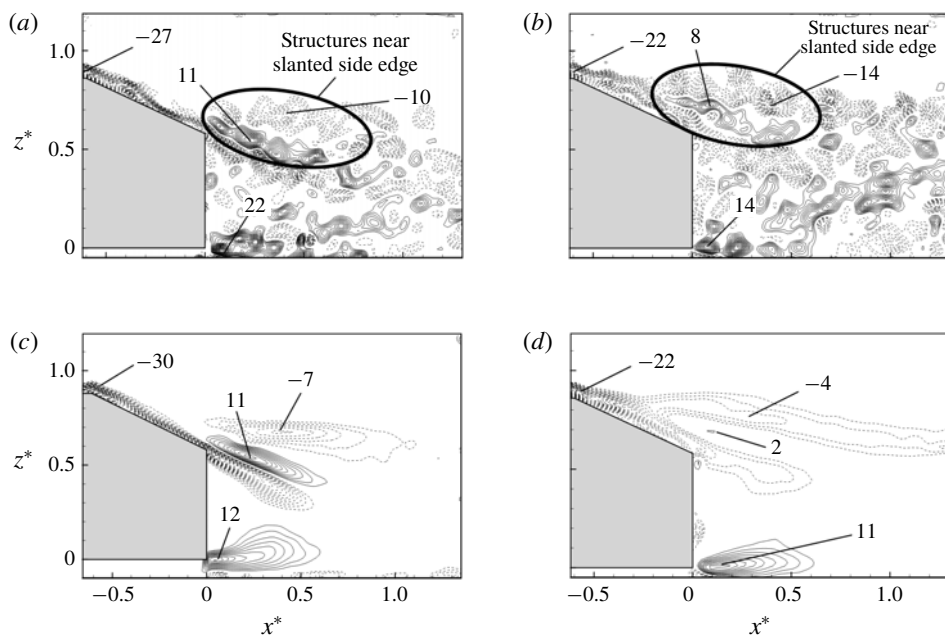 (a)
−27
Structures near
slanted side edge
11
−10
22
1.0
0.5
0
z*
(b)
−22
Structures near
slanted side edge
8
−14
14
(c)
−30
−7
11
12
1.0
0.5
0
z*
−0.5
0
0.5
1.0
x*
(d)
−22
−4
2
11
−0.5
0
0.5
1.0
x*